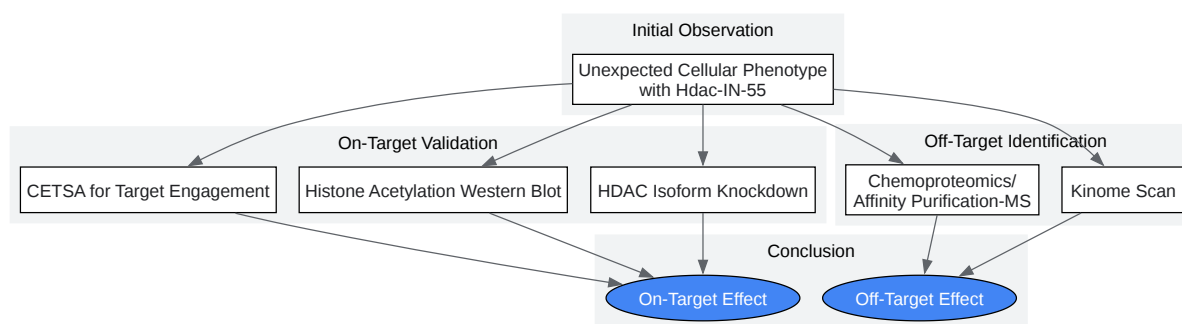 Initial Observation
Unexpected Cellular Phenotype
with Hdac-IN-55
On-Target Validation
Off-Target Identification
CETSA for Target Engagement
Histone Acetylation Western Blot
HDAC Isoform Knockdown
Chemoproteomics/
Affinity Purification-MS
Kinome Scan
Conclusion
On-Target Effect
Off-Target Effect